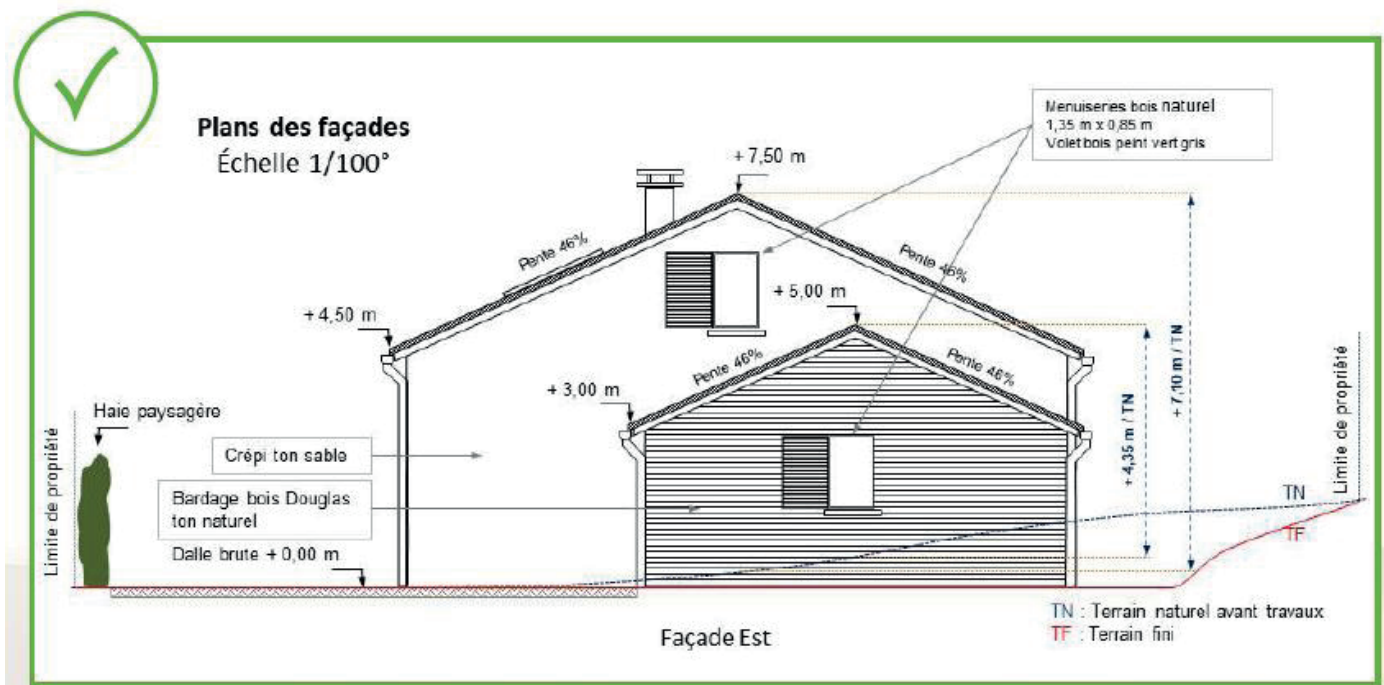 Plans des façades
Échelle 1/100°
Menuiseries bois naturel
1,35 m x 0,85 m
Volet bois peint vert gris
+ 7,50 m
Pente 46%
Pente 46%
+ 5,00 m
+ 4,50 m
Pente 46%
Pente 46%
+ 3,00 m
+ 4,35 m / TN
+ 7,10 m / TN
Limite de propriété
Haie paysagère
Limite de propriété
Crépi ton sable
Bardage bois Douglas
ton naturel
TN
TF
Dalle brute + 0,00 m
TN : Terrain naturel avant travaux
TF : Terrain fini
Façade Est